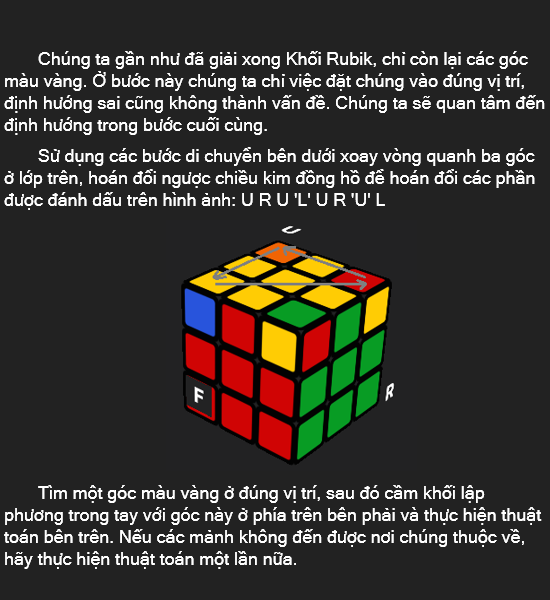 Chúng ta gần như đã giải xong Khối Rubik, chỉ còn lại các góc
màu vàng. Ở bước này chúng ta chỉ việc đặt chúng vào đúng vị trí,
định hướng sai cũng không thành vấn đề. Chúng ta sẽ quan tâm đến
định hướng trong bước cuối cùng.
Sử dụng các bước di chuyển bên dưới xoay vòng quanh ba góc
ở lớp trên, hoán đổi ngược chiều kim đồng hồ để hoán đổi các phần
được đánh dấu trên hình ảnh: U R U 'L' U R 'U' L
U
F
R
Tìm một góc màu vàng ở đúng vị trí, sau đó cầm khối lập
phương trong tay với góc này ở phía trên bên phải và thực hiện thuật
toán bên trên. Nếu các mảnh không đến được nơi chúng thuộc về,
hãy thực hiện thuật toán một lần nữa.